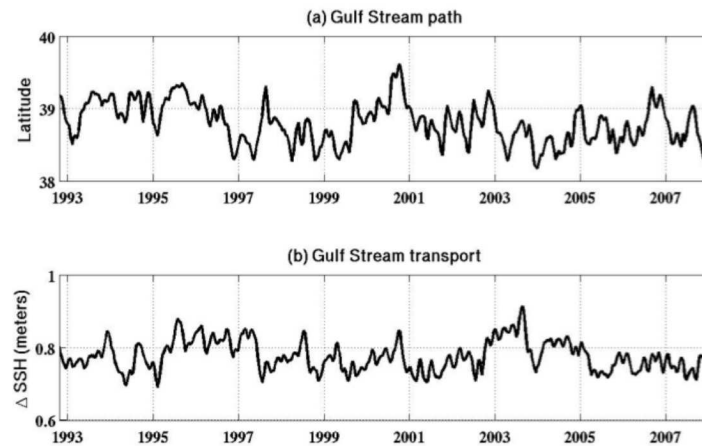 (a) Gulf Stream path
40
39
38
Latitude
1993 1995 1997 1999 2001 2003 2005 2007
(b) Gulf Stream transport
1
0.8
0.6
Δ SSH (meters)
1993 1995 1997 1999 2001 2003 2005 2007